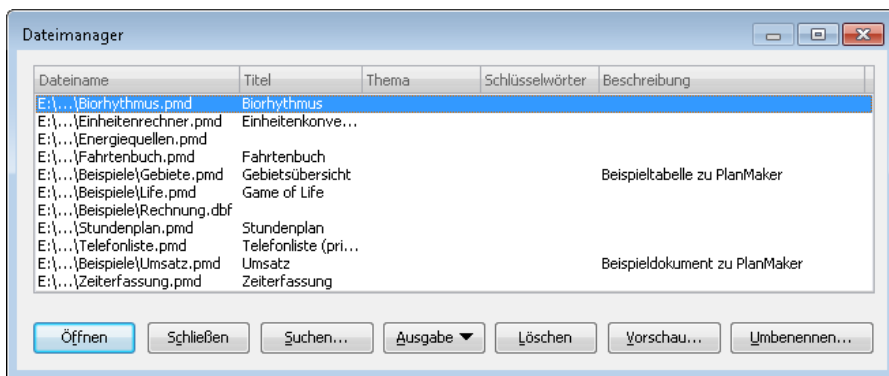 Dateimanager
Dateiname Titel Thema Schlüsselwörter Beschreibung
E:\...\Biorhythmus.pmd Biorhythmus
E:\...\Einheitenrechner.pmd Einheitenkonve...
E:\...\Energiequellen.pmd
E:\...\Fahrtenbuch.pmd Fahrtenbuch
E:\...\Beispiele\Gebiete.pmd Gebietsübersicht Beispieltabelle zu PlanMaker
E:\...\Beispiele\Life.pmd Game of Life
E:\...\Beispiele\Rechnung.dbf
E:\...\Stundenplan.pmd Stundenplan
E:\...\Telefonliste.pmd Telefonliste (pri...
E:\...\Beispiele\Umsatz.pmd Umsatz Beispieldokument zu PlanMaker
E:\...\Zeiterfassung.pmd Zeiterfassung
Öffnen Schließen Suchen... Ausgabe Löschen Vorschau... Umbenennen...